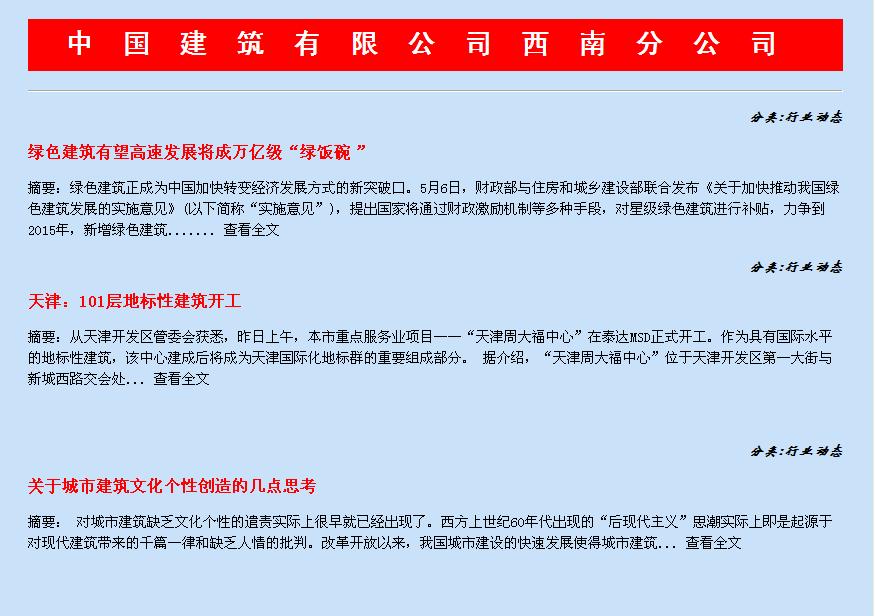 中国建筑有限公司西南分公司
分类:行业动态
绿色建筑有望高速发展将成万亿级“绿饭碗 ”
摘要：绿色建筑正成为中国加快转变经济发展方式的新突破口。5月6日，财政部与住房和城乡建设部联合发布《关于加快推动我国绿
色建筑发展的实施意见》(以下简称“实施意见”)，提出国家将通过财政激励机制等多种手段，对星级绿色建筑进行补贴，力争到
2015年，新增绿色建筑....... 查看全文
分类:行业动态
天津：101层地标性建筑开工
摘要：从天津开发区管委会获悉，昨日上午，本市重点服务业项目——“天津周大福中心”在泰达MSD正式开工。作为具有国际水平
的地标性建筑，该中心建成后将成为天津国际化地标群的重要组成部分。 据介绍，“天津周大福中心”位于天津开发区第一大街与
新城西路交会处... 查看全文
分类:行业动态
关于城市建筑文化个性创造的几点思考
摘要： 对城市建筑缺乏文化个性的谴责实际上很早就已经出现了。西方上世纪60年代出现的“后现代主义”思潮实际上即是起源于
对现代建筑带来的千篇一律和缺乏人情的批判。改革开放以来，我国城市建设的快速发展使得城市建筑... 查看全文